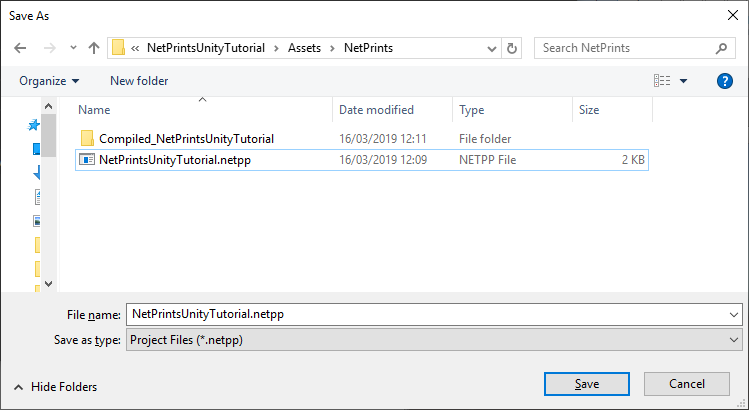 Save As
« NetPrintsUnityTutorial › Assets › NetPrints
Search NetPrints
Organize New folder
?
Name Date modified Type Size
Compiled_NetPrintsUnityTutorial 16/03/2019 12:11 File folder
NetPrintsUnityTutorial.netpp 16/03/2019 12:09 NETPP File 2 KB
File name: NetPrintsUnityTutorial.netpp
Save as type: Project Files (*.netpp)
Hide Folders Save Cancel